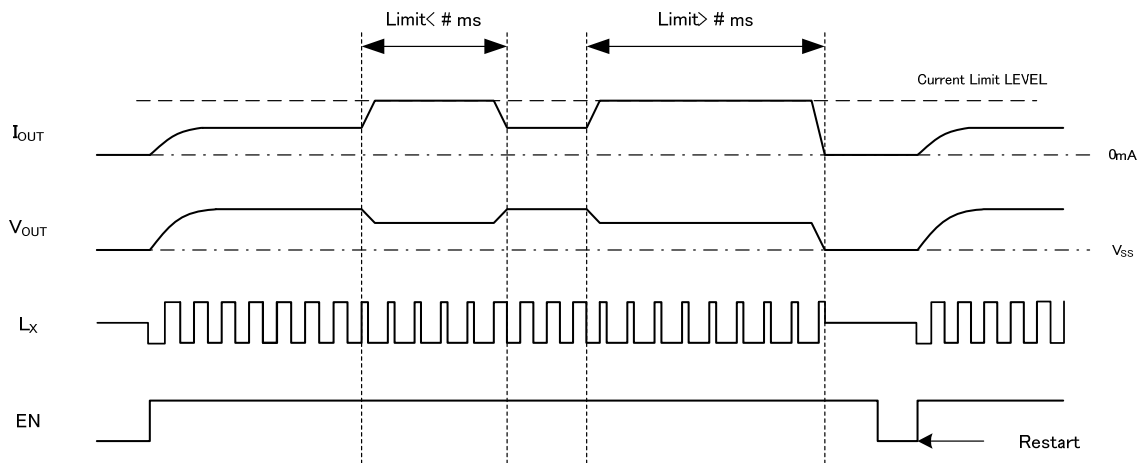 Limit< # ms
Limit> # ms
Current Limit LEVEL
IOUT
0mA
VOUT
VSS
LX
EN
Restart